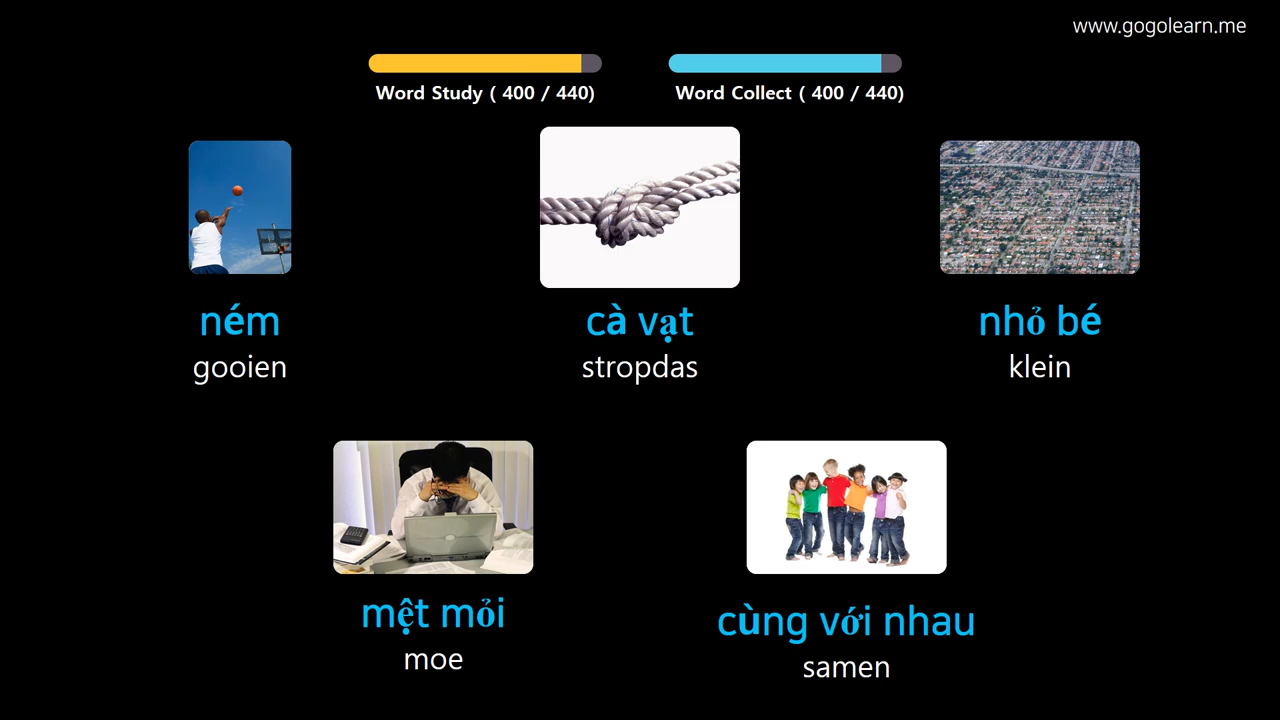 www.gogolearn.me
Word Study ( 400 / 440)
Word Collect ( 400 / 440)
ném
gooien
cà vạt
stropdas
nhỏ bé
klein
mệt mỏi
moe
cùng với nhau
samen